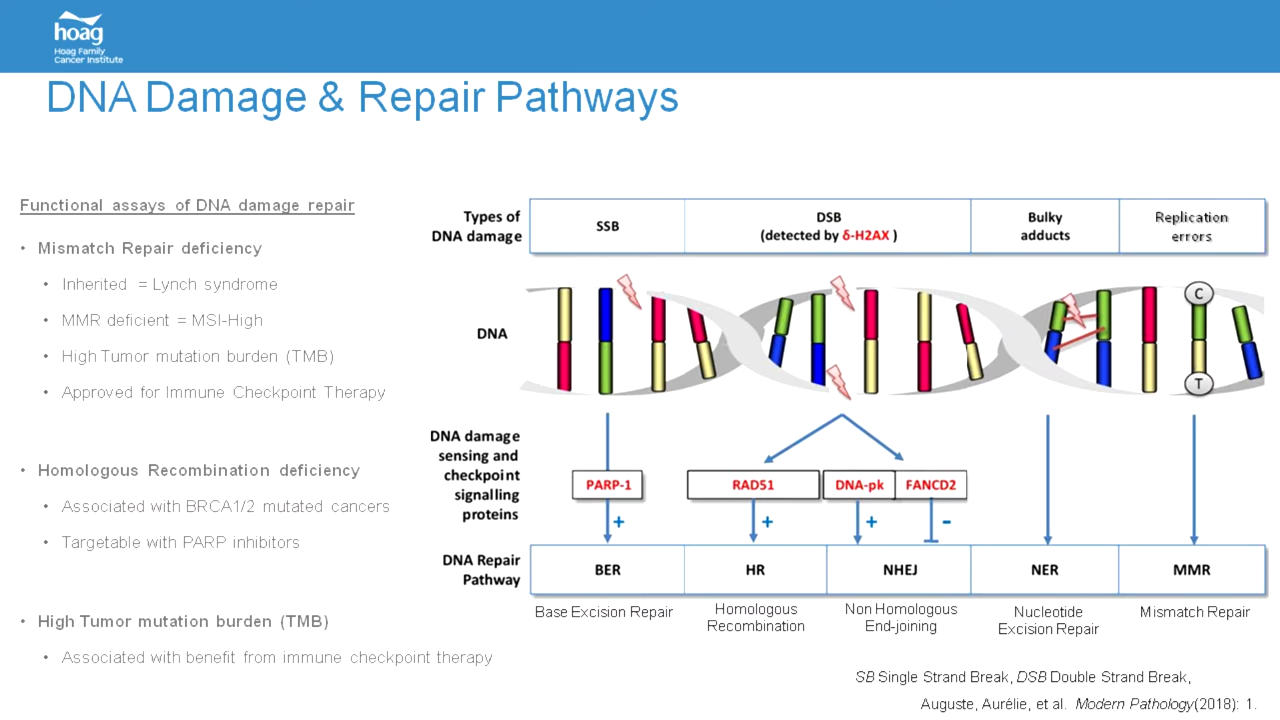 hoag
Hoag Family
Cancer Institute
DNA Damage & Repair Pathways
Functional assays of DNA damage repair
• Mismatch Repair deficiency
• Inherited = Lynch syndrome
• MMR deficient = MSI-High
• High Tumor mutation burden (TMB)
• Approved for Immune Checkpoint Therapy
• Homologous Recombination deficiency
• Associated with BRCA1/2 mutated cancers
• Targetable with PARP inhibitors
• High Tumor mutation burden (TMB)
• Associated with benefit from immune checkpoint therapy
Types of
DNA damage
SSB
DSB
(detected by δ-H2AX )
Bulky
adducts
Replication
errors
DNA
C
T
DNA damage
sensing and
checkpoint
signalling
proteins
PARP-1
RAD51
DNA-pk
FANCD2
+
+
+
-
DNA Repair
Pathway
BER
HR
NHEJ
NER
MMR
Base Excision Repair
Homologous
Recombination
Non Homologous
End-joining
Nucleotide
Excision Repair
Mismatch Repair
SB Single Strand Break, DSB Double Strand Break,
Auguste, Aurélie, et al. Modern Pathology(2018): 1.